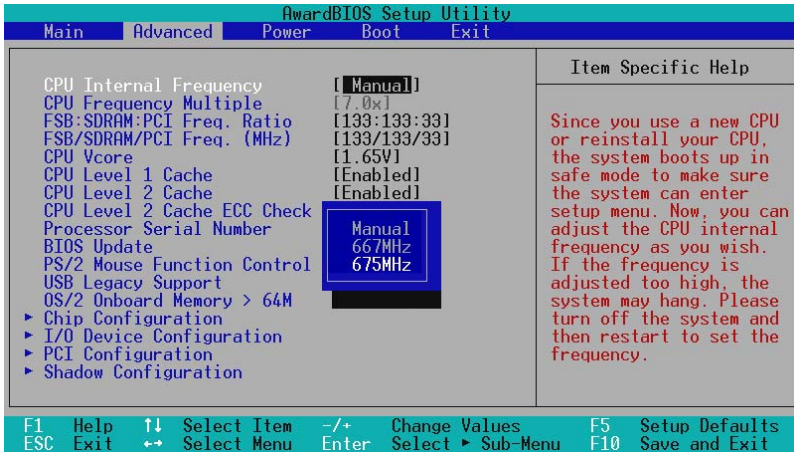 AwardBIOS Setup Utility
Main Advanced Power Boot Exit
Item Specific Help
CPU Internal Frequency [ Manual]
CPU Frequency Multiple [7.0x]
FSB:SDRAM:PCI Freq. Ratio [133:133:33]
FSB/SDRAM/PCI Freq. (MHz) [133/133/33]
CPU Vcore [1.65V]
CPU Level 1 Cache [Enabled]
CPU Level 2 Cache [Enabled]
CPU Level 2 Cache ECC Check
Processor Serial Number
BIOS Update
PS/2 Mouse Function Control
USB Legacy Support
OS/2 Onboard Memory > 64M
► Chip Configuration
► I/O Device Configuration
► PCI Configuration
► Shadow Configuration
Manual
667MHz
675MHz
Since you use a new CPU
or reinstall your CPU,
the system boots up in
safe mode to make sure
the system can enter
setup menu. Now, you can
adjust the CPU internal
frequency as you wish.
If the frequency is
adjusted too high, the
system may hang. Please
turn off the system and
then restart to set the
frequency.
F1 Help ↑↓ Select Item -/+ Change Values F5 Setup Defaults
ESC Exit ←→ Select Menu Enter Select ► Sub-Menu F10 Save and Exit